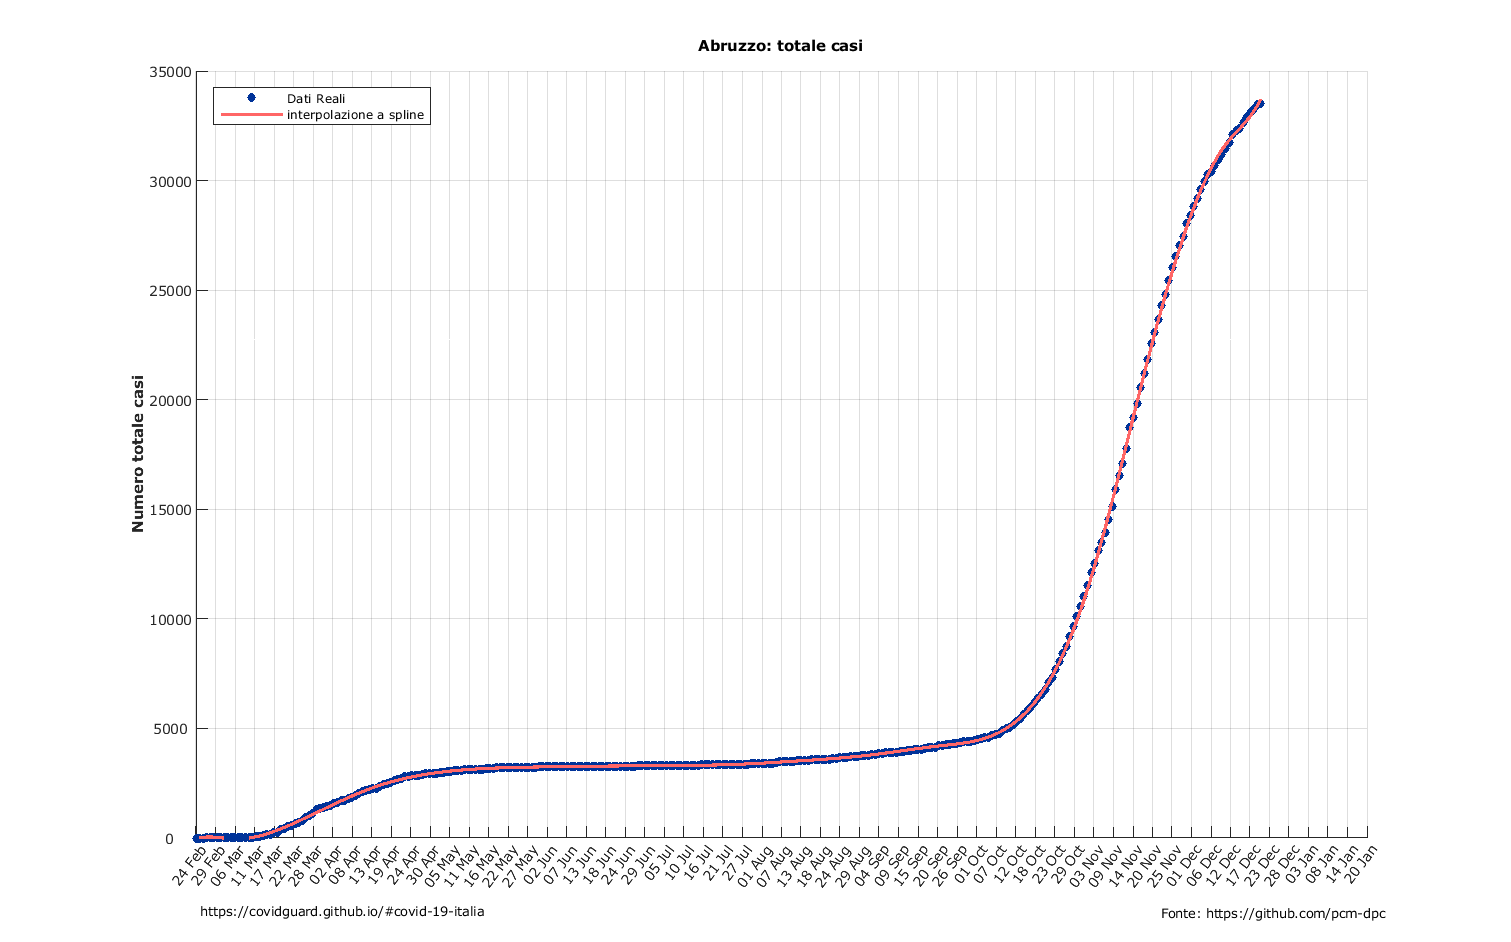 Abruzzo: totale casi
Dati Reali
interpolazione a spline
Numero totale casi
35000
30000
25000
20000
15000
10000
5000
0
24 Feb
29 Feb
06 Mar
11 Mar
17 Mar
22 Mar
28 Mar
02 Apr
08 Apr
13 Apr
19 Apr
24 Apr
30 Apr
05 May
11 May
16 May
22 May
27 May
02 Jun
07 Jun
13 Jun
18 Jun
24 Jun
29 Jun
05 Jul
10 Jul
16 Jul
21 Jul
27 Jul
01 Aug
07 Aug
13 Aug
18 Aug
24 Aug
29 Aug
04 Sep
09 Sep
15 Sep
20 Sep
26 Sep
01 Oct
07 Oct
12 Oct
18 Oct
23 Oct
29 Oct
03 Nov
09 Nov
14 Nov
20 Nov
25 Nov
01 Dec
06 Dec
12 Dec
17 Dec
23 Dec
28 Dec
03 Jan
08 Jan
14 Jan
20 Jan
https://covidguard.github.io/#covid-19-italia
Fonte: https://github.com/pcm-dpc